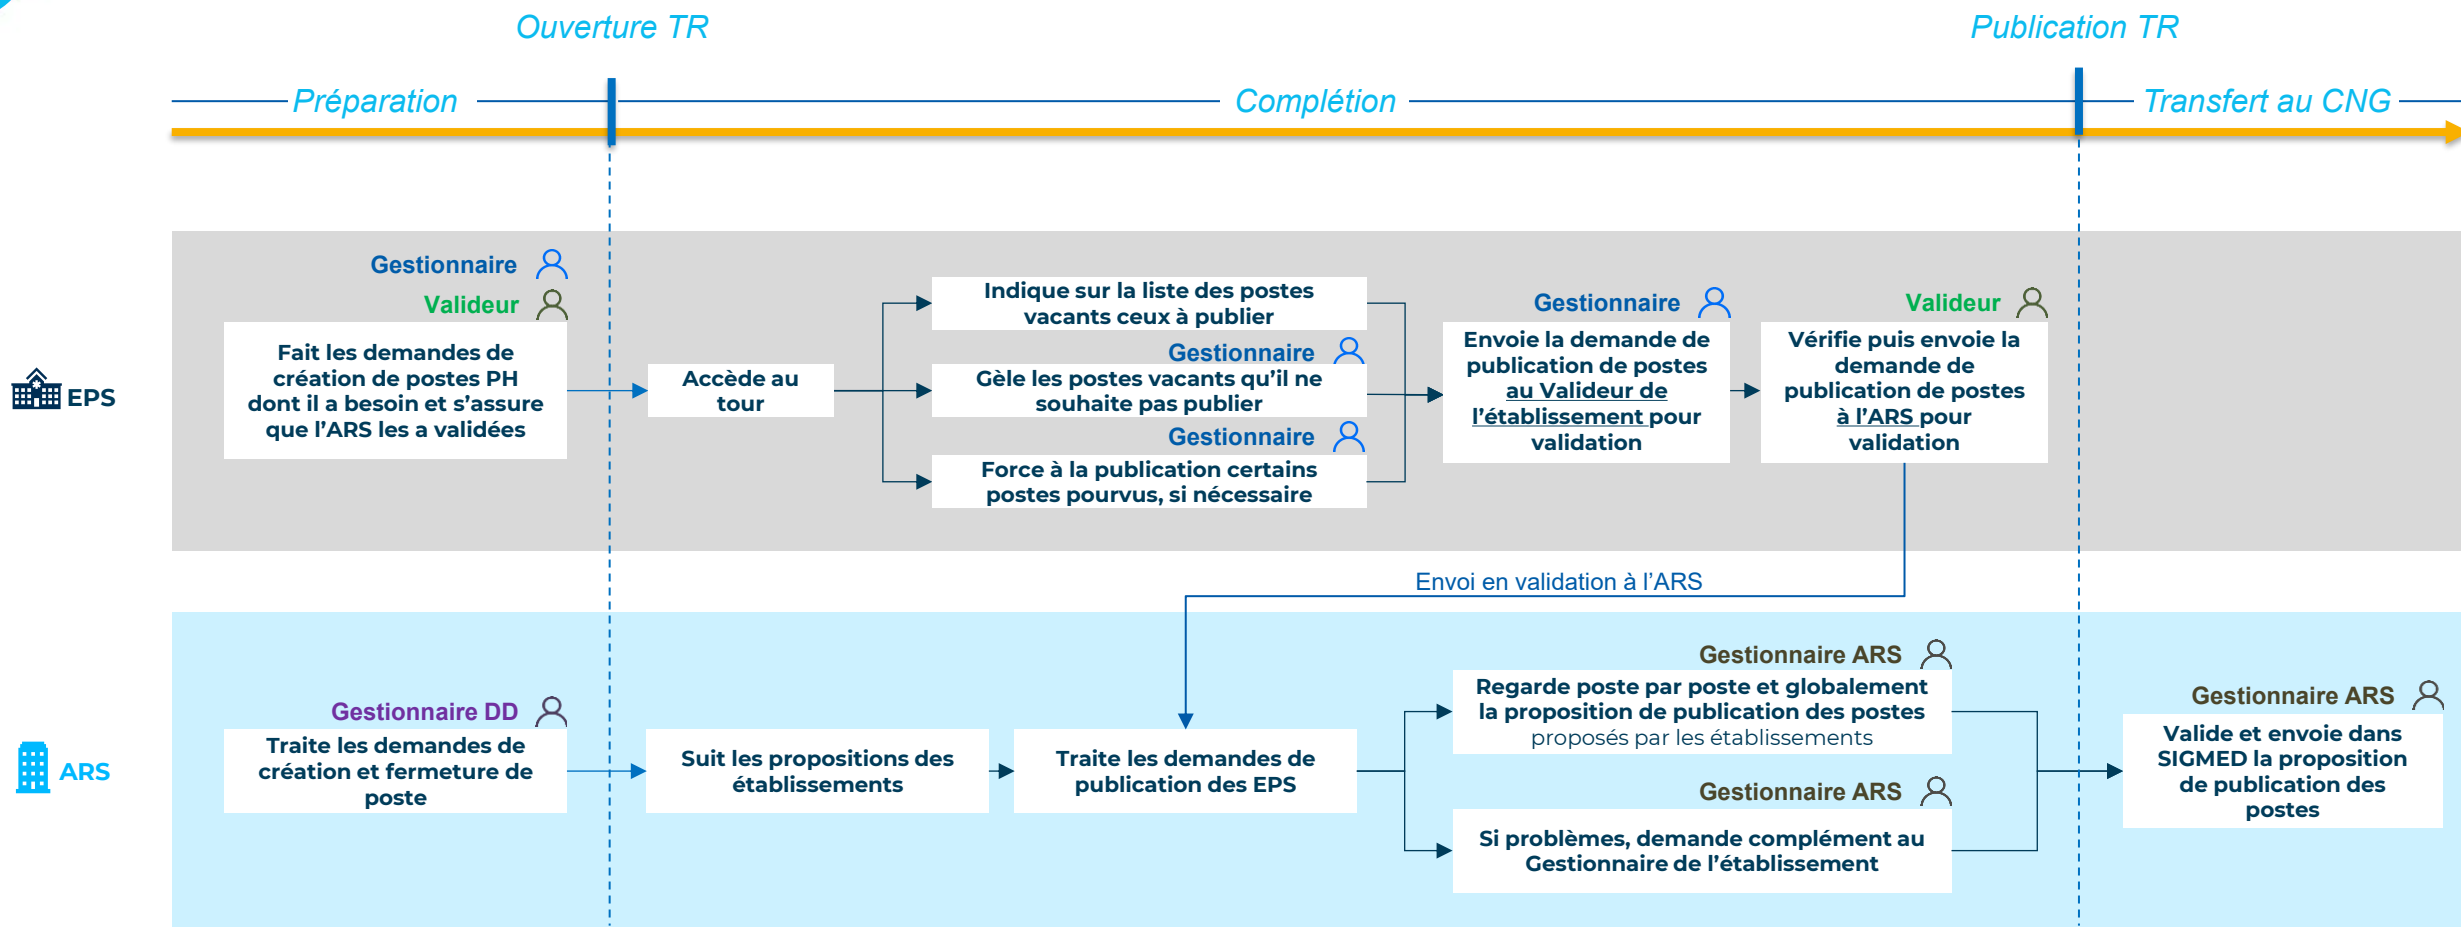 Ouverture TR
Publication TR
Préparation
Complétion
Transfert au CNG
EPS
Gestionnaire
Valideur
Fait les demandes de
création de postes PH
dont il a besoin et s’assure
que l’ARS les a validées
Accède au
tour
Indique sur la liste des postes
vacants ceux à publier
Gestionnaire
Gèle les postes vacants qu’il ne
souhaite pas publier
Gestionnaire
Force à la publication certains
postes pourvus, si nécessaire
Gestionnaire
Envoie la demande de
publication de postes
au Valideur de
l’établissement pour
validation
Valideur
Vérifie puis envoie la
demande de
publication de postes
à l’ARS pour
validation
Envoi en validation à l’ARS
ARS
Gestionnaire DD
Traite les demandes de
création et fermeture de
poste
Suit les propositions des
établissements
Traite les demandes de
publication des EPS
Gestionnaire ARS
Regarde poste par poste et globalement
la proposition de publication des postes
proposés par les établissements
Gestionnaire ARS
Si problèmes, demande complément au
Gestionnaire de l’établissement
Gestionnaire ARS
Valide et envoie dans
SIGMED la proposition
de publication des
postes